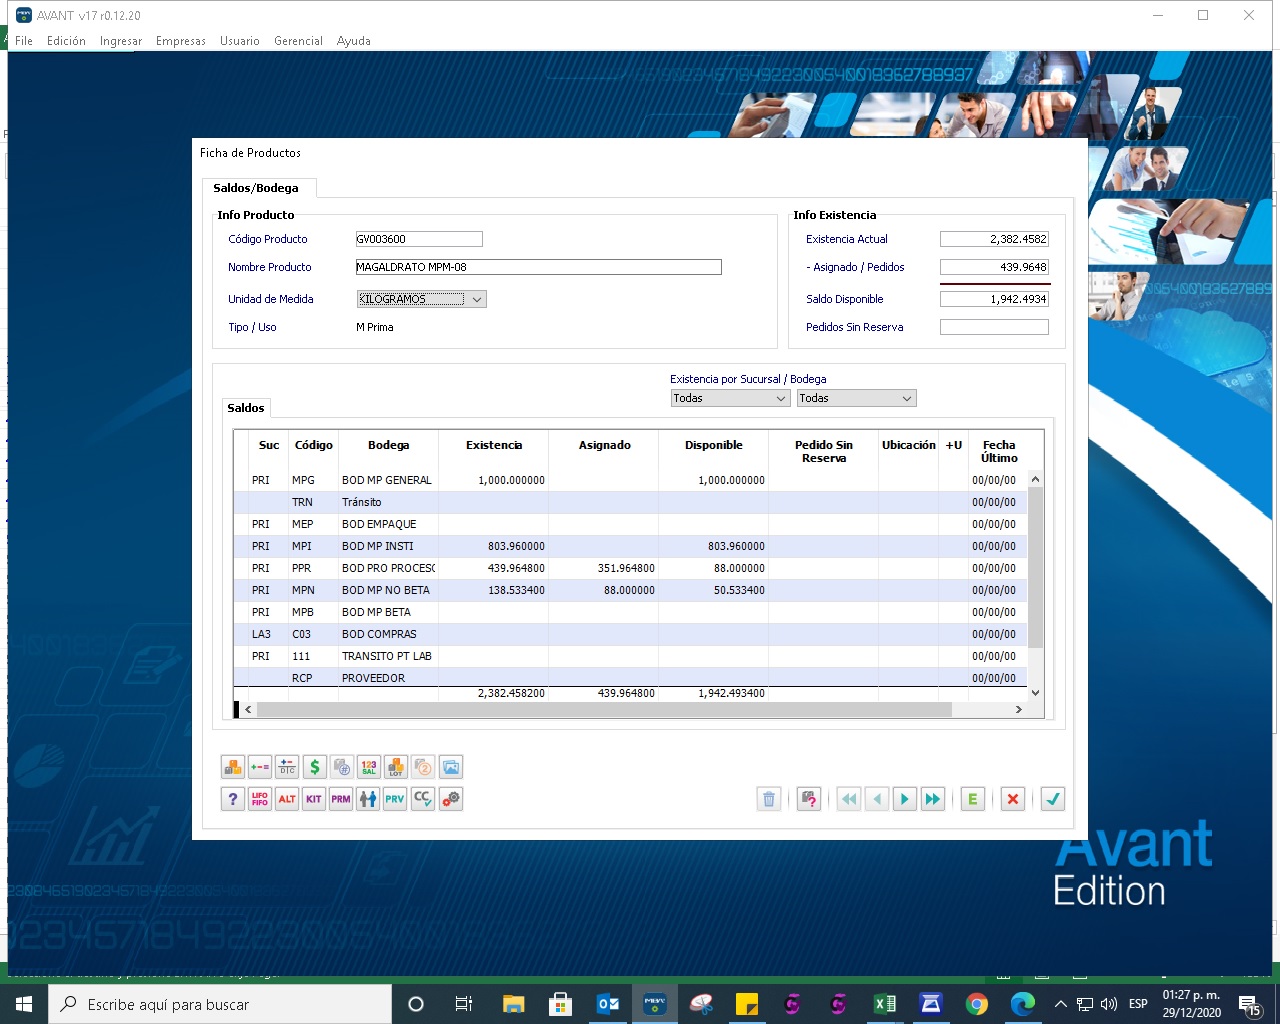 AVANT v17 r0.12.20
File Edición Ingresar Empresas Usuario Gerencial Ayuda
Ficha de Productos
Saldos/Bodega
Info Producto
Código Producto GV003600
Nombre Producto MAGALDRATO MPM-08
Unidad de Medida KILOGRAMOS
Tipo / Uso M Prima
Info Existencia
Existencia Actual 2,382.4582
- Asignado / Pedidos 439.9648
Saldo Disponible 1,942.4934
Pedidos Sin Reserva
Existencia por Sucursal / Bodega
Todas Todas
Saldos
Suc Código Bodega Existencia Asignado Disponible Pedido Sin Reserva Ubicación +U Fecha Último
PRI MPG BOD MP GENERAL 1,000.000000 1,000.000000 00/00/00
TRN Tránsito 00/00/00
PRI MEP BOD EMPAQUE 00/00/00
PRI MPI BOD MP INSTI 803.960000 803.960000 00/00/00
PRI PPR BOD PRO PROCESO 439.964800 351.964800 88.000000 00/00/00
PRI MPN BOD MP NO BETA 138.533400 88.000000 50.533400 00/00/00
PRI MPB BOD MP BETA 00/00/00
LA3 C03 BOD COMPRAS 00/00/00
PRI 111 TRANSITO PT LAB 00/00/00
RCP PROVEEDOR 00/00/00
2,382.458200 439.964800 1,942.493400
123 SAL LOT
? LIFO FIFO ALT KIT PRM PRV CC E
Avant
Edition
Escribe aquí para buscar
ESP
01:27 p. m.
29/12/2020
15